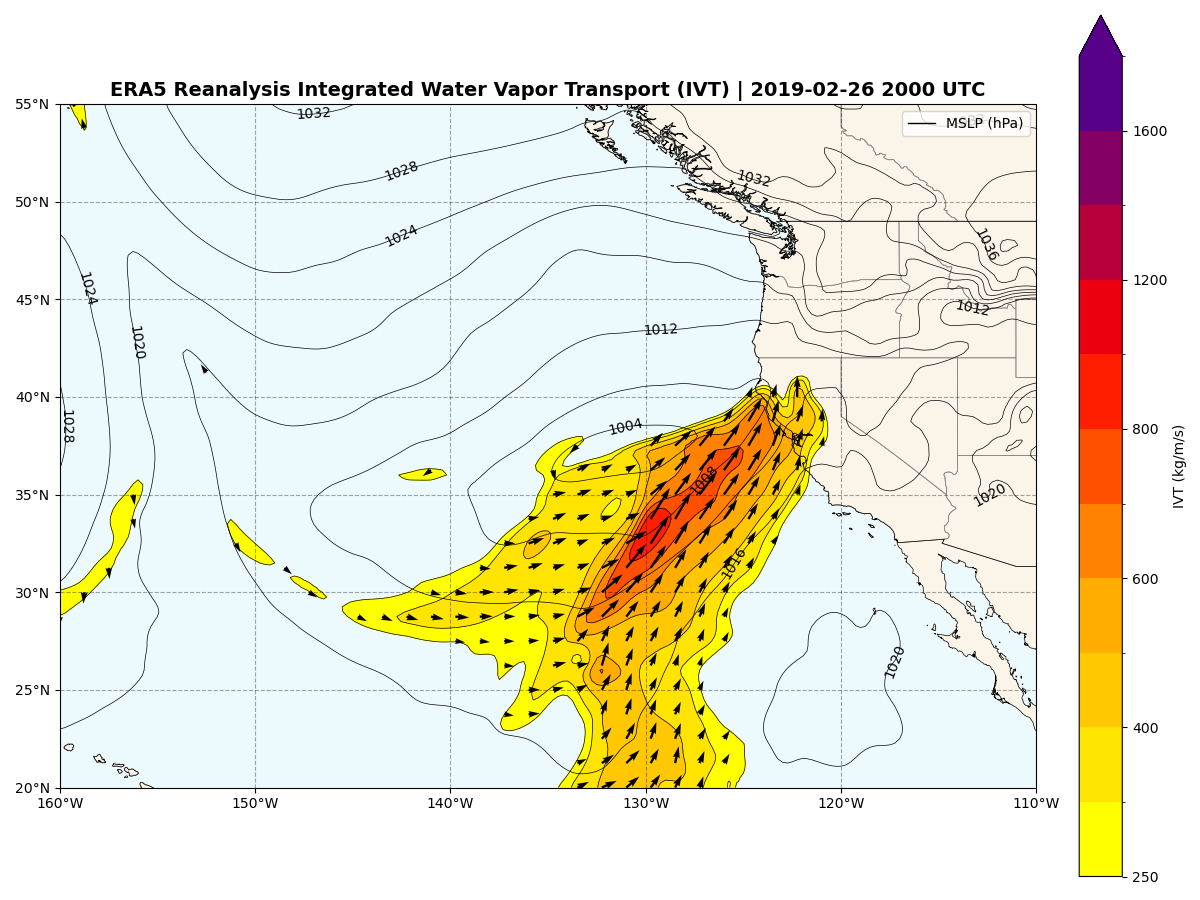 ERA5 Reanalysis Integrated Water Vapor Transport (IVT) | 2019-02-26 2000 UTC
MSLP (hPa)
55°N
50°N
45°N
40°N
35°N
30°N
25°N
20°N
160°W
150°W
140°W
130°W
120°W
110°W
1032
1028
1032
1024
1036
1024
1020
1012
1012
1028
1004
1008
1020
1016
1020
1600
1200
800
600
400
250
IVT (kg/m/s)